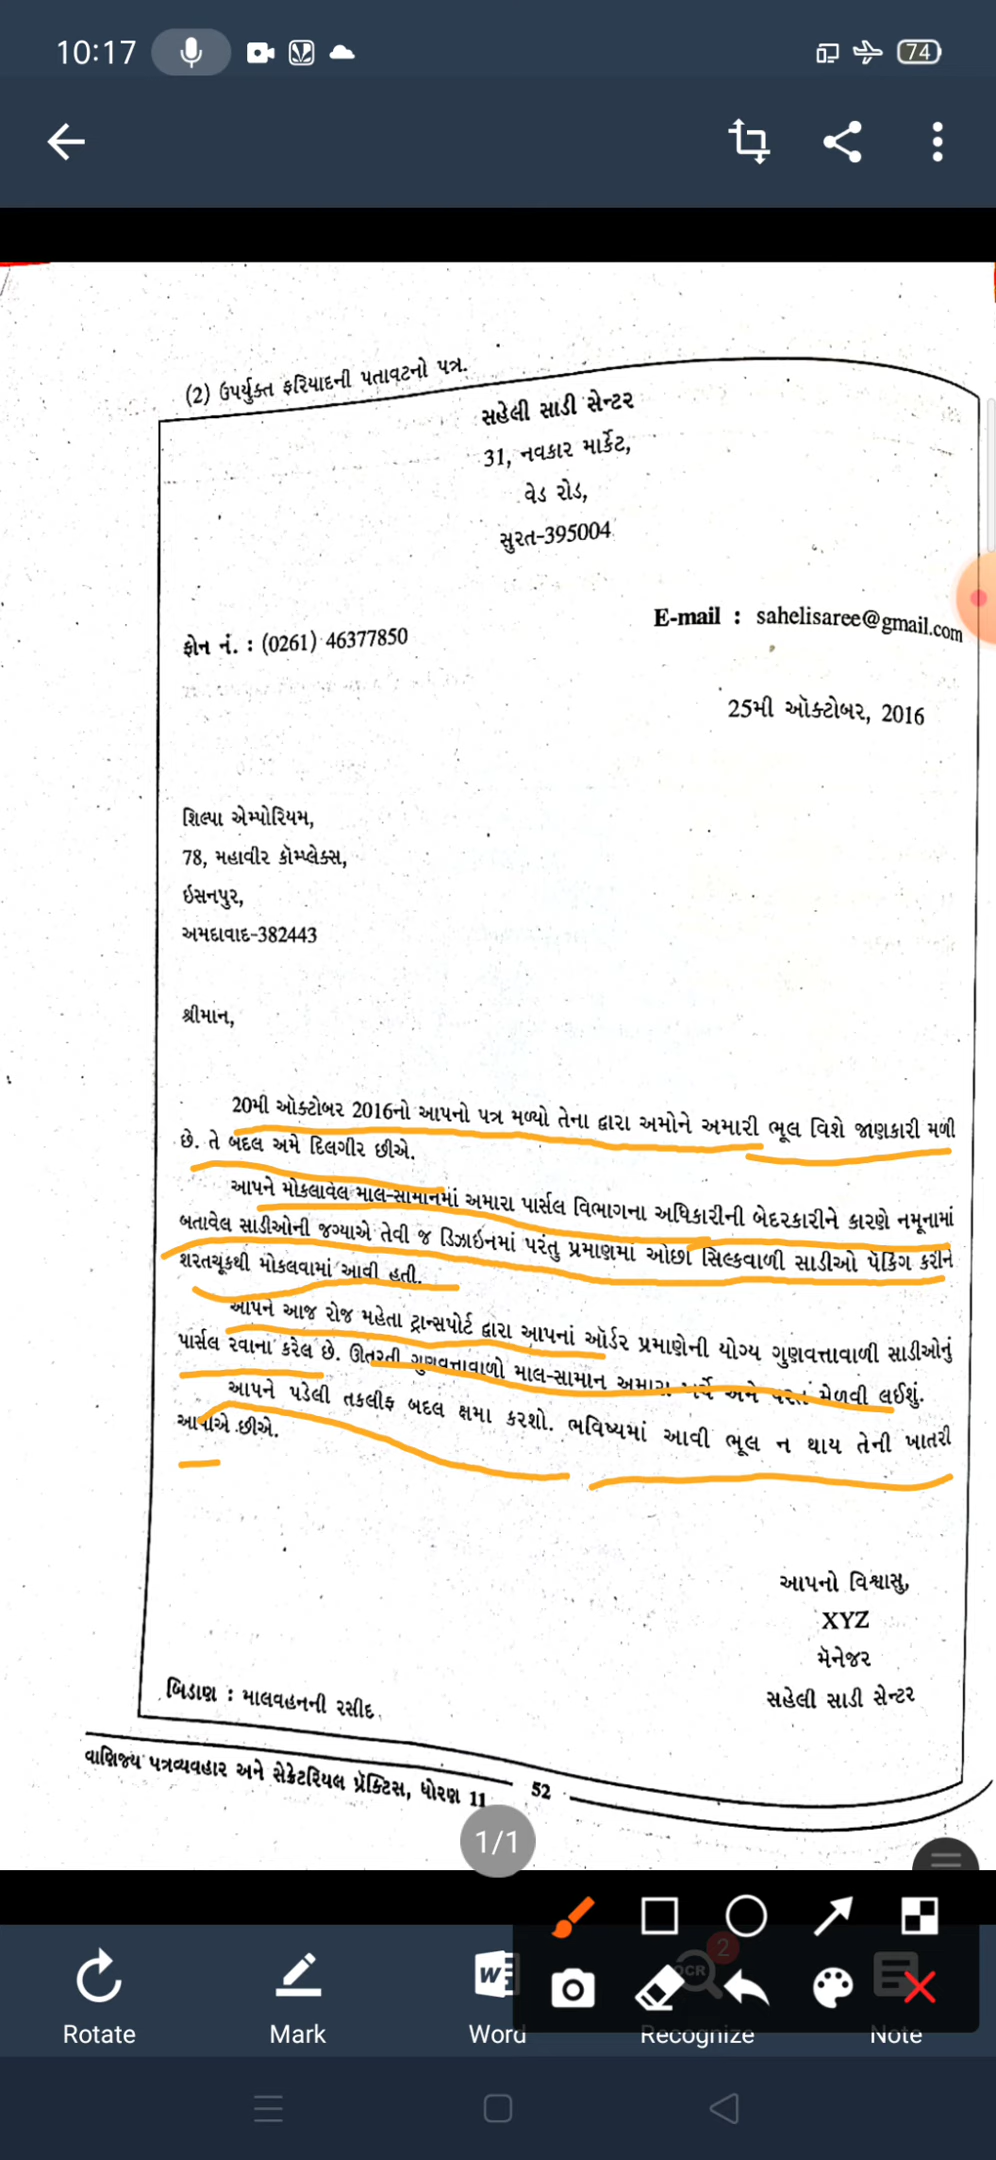 10:17
74
(2) ઉપર્યુક્ત ફરિયાદની પતાવટનો પત્ર.
સહેલી સાડી સેન્ટર
31, નવકાર માર્કેટ,
વેડ રોડ,
સુરત-395004
ફોન નં. : (0261) 46377850
E-mail : sahelisaree@gmail.com
25મી ઑક્ટોબર, 2016
શિલ્પા એમ્પોરિયમ,
78, મહાવીર કૉમ્પ્લેક્સ,
ઇસનપુર,
અમદાવાદ-382443
શ્રીમાન,
20મી ઑક્ટોબર 2016નો આપનો પત્ર મળ્યો તેના દ્વારા અમોને અમારી ભૂલ વિશે જાણકારી મળી
છે. તે બદલ અમે દિલગીર છીએ.
આપને મોકલાવેલ માલ-સામાનમાં અમારા પાર્સલ વિભાગના અધિકારીની બેદરકારીને કારણે નમૂનામાં
બતાવેલ સાડીઓની જગ્યાએ તેવી જ ડિઝાઇનમાં પરંતુ પ્રમાણમાં ઓછી સિલ્કવાળી સાડીઓ પૅકિંગ કરીને
શરતચૂકથી મોકલવામાં આવી હતી.
આપને આજ રોજ મહેતા ટ્રાન્સપોર્ટ દ્વારા આપનાં ઑર્ડર પ્રમાણેની યોગ્ય ગુણવત્તાવાળી સાડીઓનું
પાર્સલ રવાના કરેલ છે. ઊતરતી ગુણવત્તાવાળો માલ-સામાન અમારા ખર્ચે અમે પરત મેળવી લઈશું.
આપને પડેલી તકલીફ બદલ ક્ષમા કરશો. ભવિષ્યમાં આવી ભૂલ ન થાય તેની ખાતરી
આપીએ છીએ.
આપનો વિશ્વાસુ,
XYZ
મૅનેજર
સહેલી સાડી સેન્ટર
બિડાણ : માલવહનની રસીદ
વાણિજ્ય પત્રવ્યવહાર અને સેક્રેટરિયલ પ્રૅક્ટિસ, ધોરણ 11
52
1/1
2
OCR
W
Rotate
Mark
Word
Recognize
Note